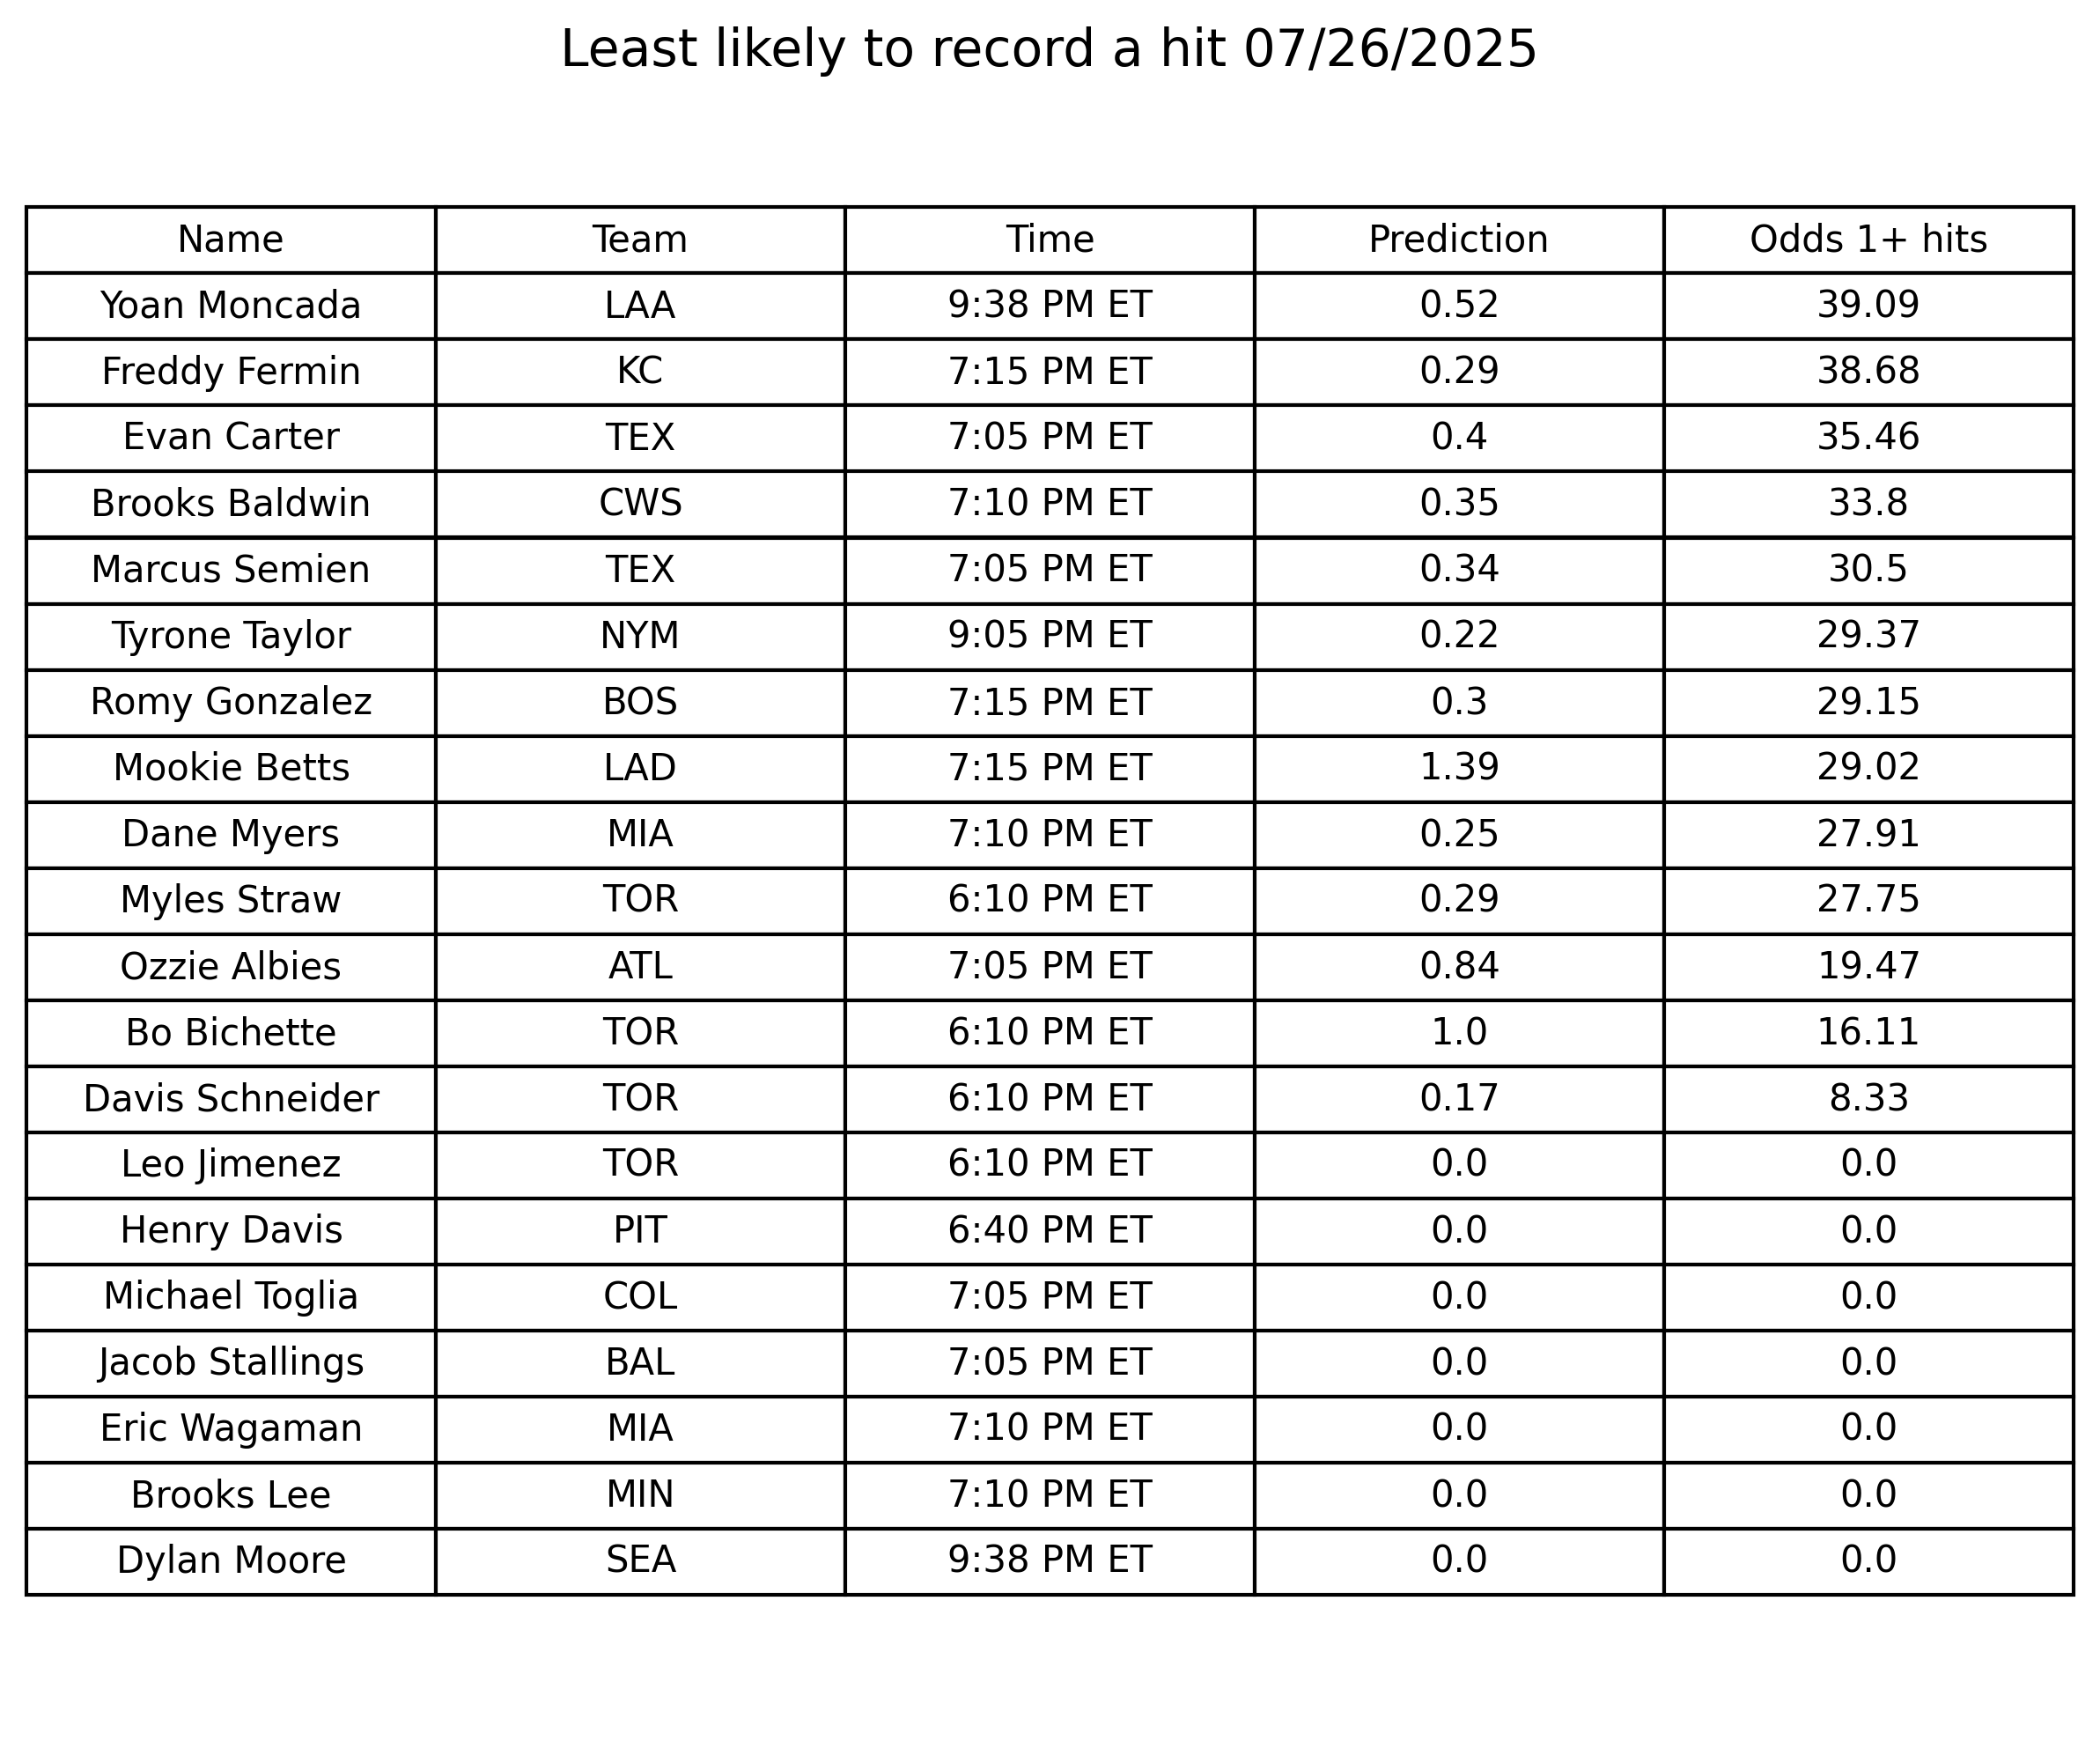 Least likely to record a hit 07/26/2025
Name Team Time Prediction Odds 1+ hits
Yoan Moncada LAA 9:38 PM ET 0.52 39.09
Freddy Fermin KC 7:15 PM ET 0.29 38.68
Evan Carter TEX 7:05 PM ET 0.4 35.46
Brooks Baldwin CWS 7:10 PM ET 0.35 33.8
Marcus Semien TEX 7:05 PM ET 0.34 30.5
Tyrone Taylor NYM 9:05 PM ET 0.22 29.37
Romy Gonzalez BOS 7:15 PM ET 0.3 29.15
Mookie Betts LAD 7:15 PM ET 1.39 29.02
Dane Myers MIA 7:10 PM ET 0.25 27.91
Myles Straw TOR 6:10 PM ET 0.29 27.75
Ozzie Albies ATL 7:05 PM ET 0.84 19.47
Bo Bichette TOR 6:10 PM ET 1.0 16.11
Davis Schneider TOR 6:10 PM ET 0.17 8.33
Leo Jimenez TOR 6:10 PM ET 0.0 0.0
Henry Davis PIT 6:40 PM ET 0.0 0.0
Michael Toglia COL 7:05 PM ET 0.0 0.0
Jacob Stallings BAL 7:05 PM ET 0.0 0.0
Eric Wagaman MIA 7:10 PM ET 0.0 0.0
Brooks Lee MIN 7:10 PM ET 0.0 0.0
Dylan Moore SEA 9:38 PM ET 0.0 0.0